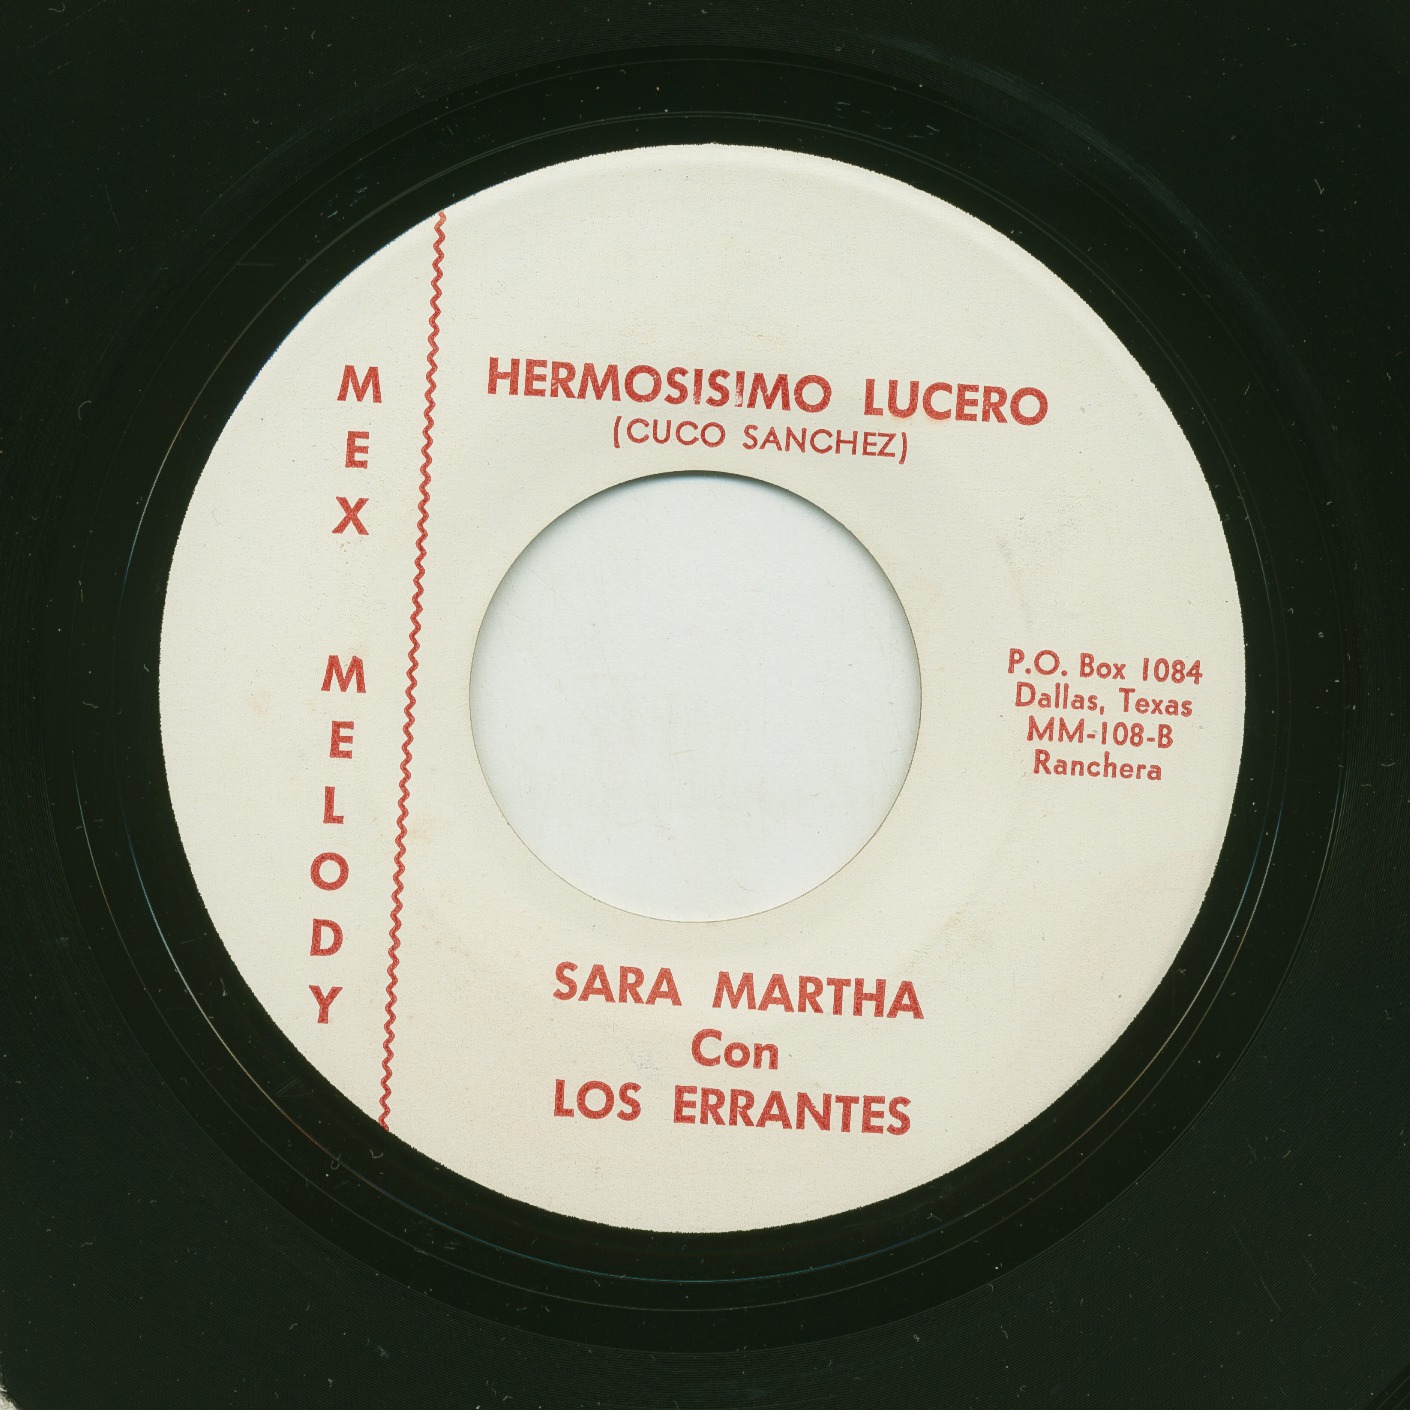 HERMOSISIMO LUCERO
(CUCO SANCHEZ)
MEX MELODY
P.O. Box 1084
Dallas, Texas
MM-108-B
Ranchera
SARA MARTHA
Con
LOS ERRANTES